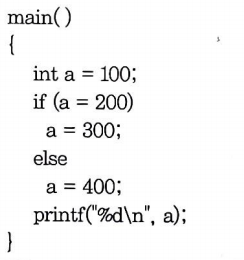 main()
{
int a = 100;
if (a = 200)
a = 300;
else
a = 400;
printf("%d\n", a);
}